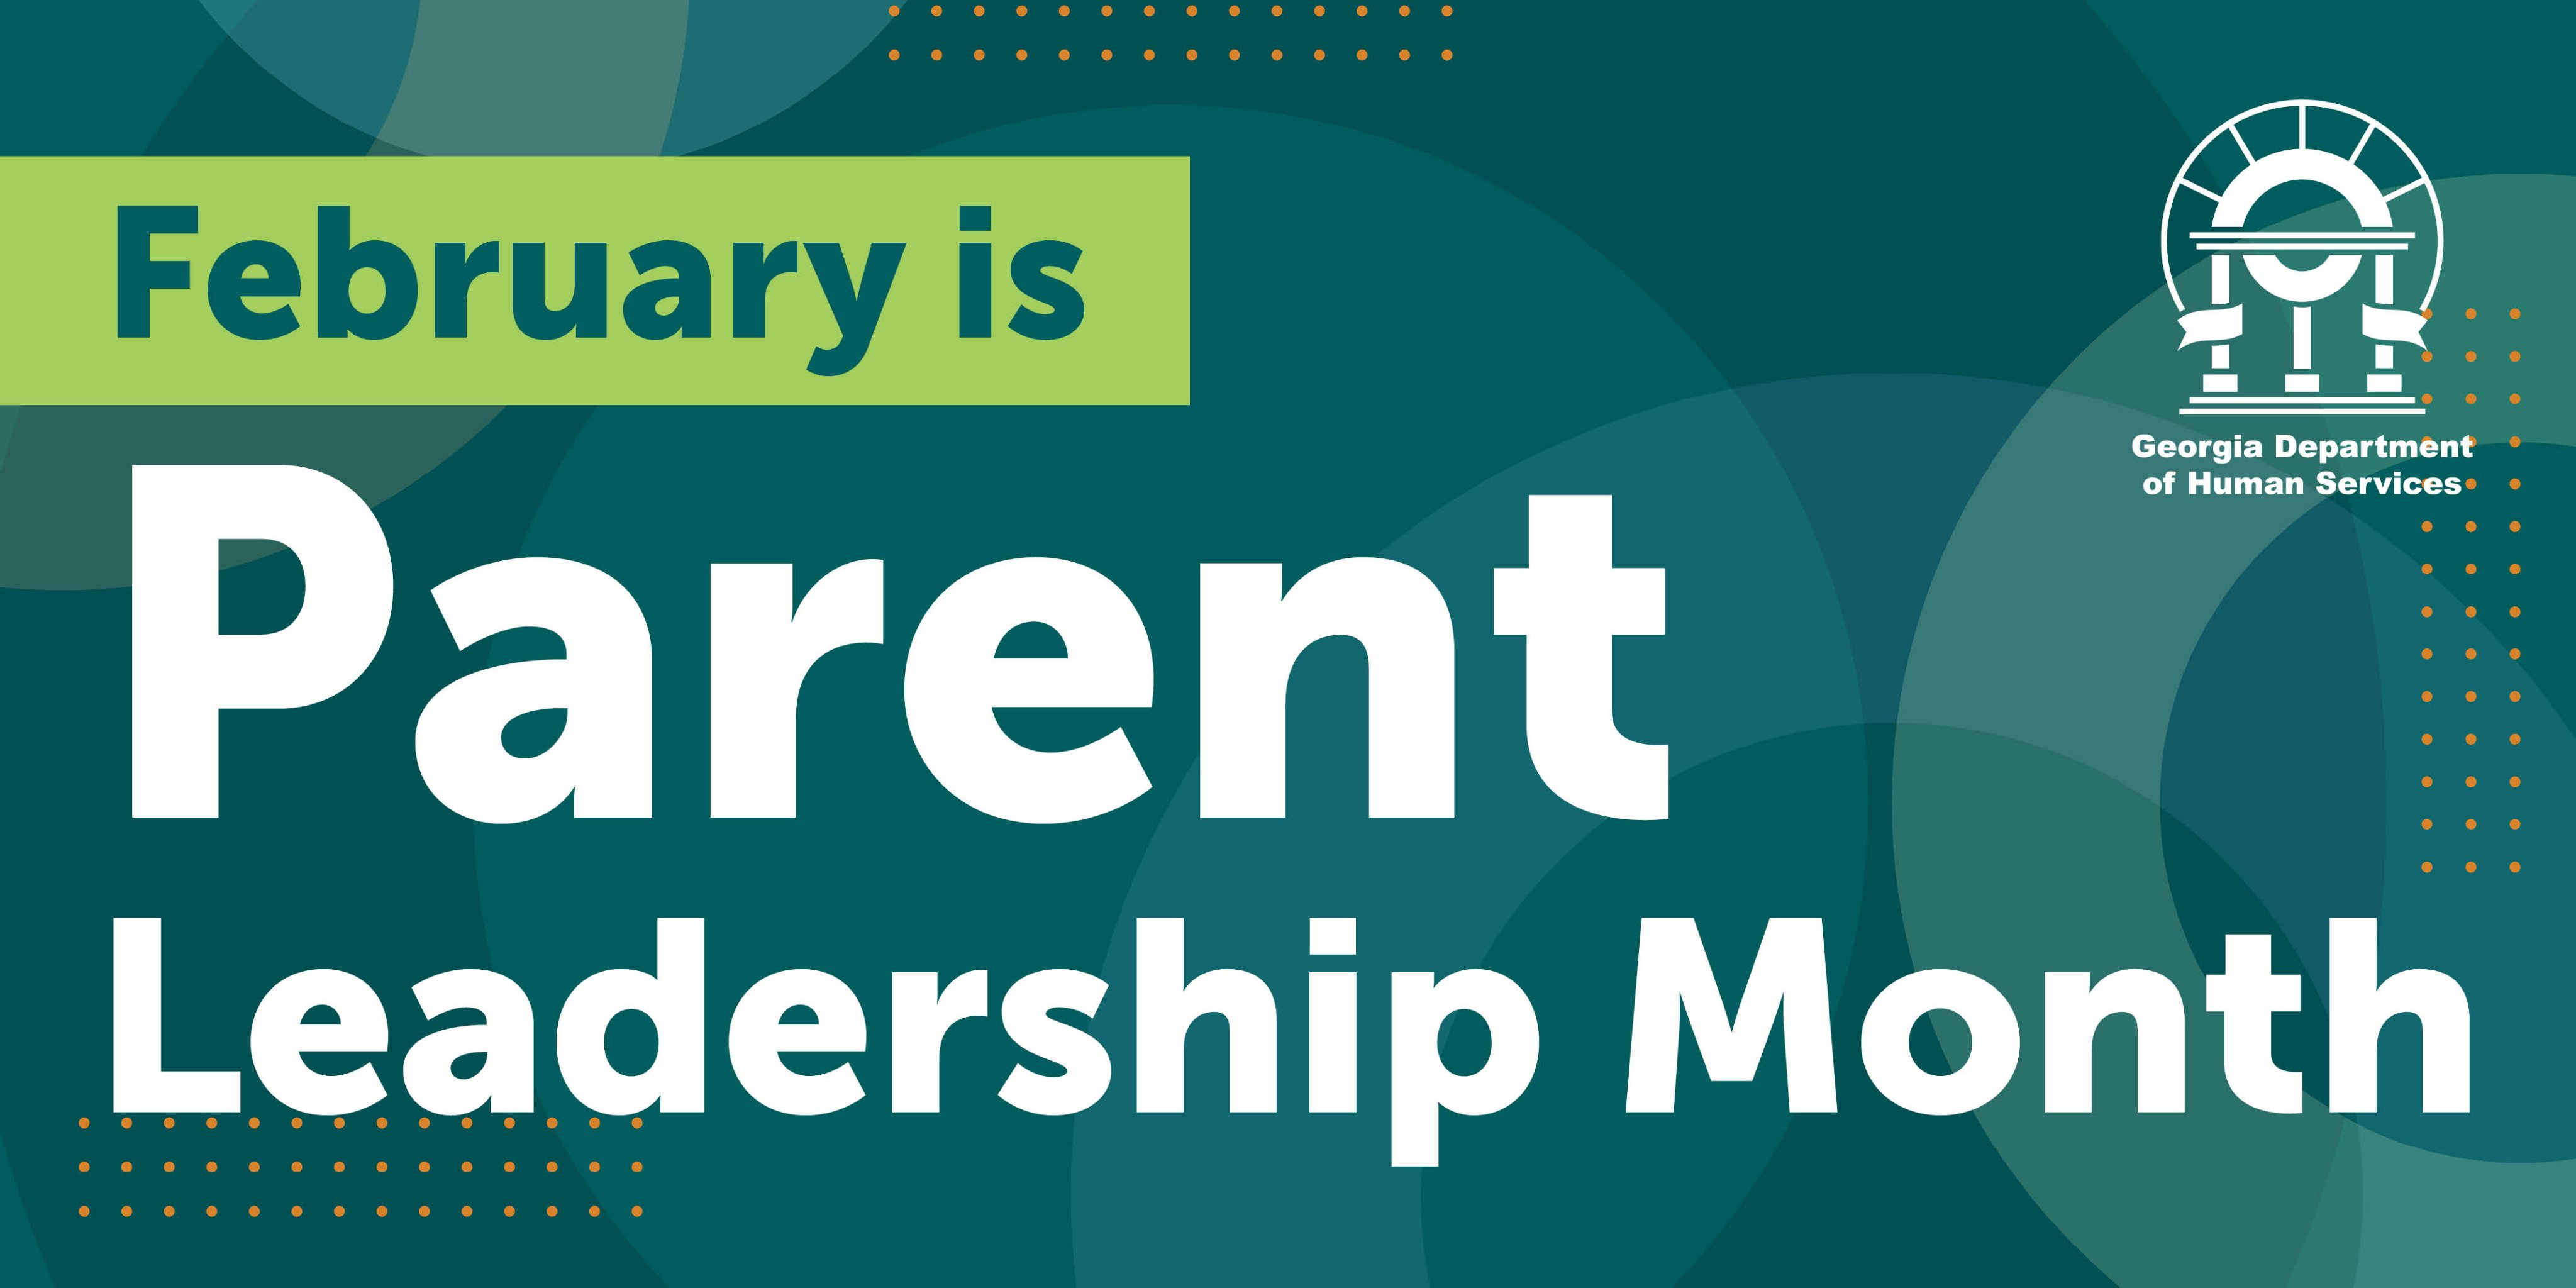 February is
Parent
Leadership Month
Georgia Department
of Human Services